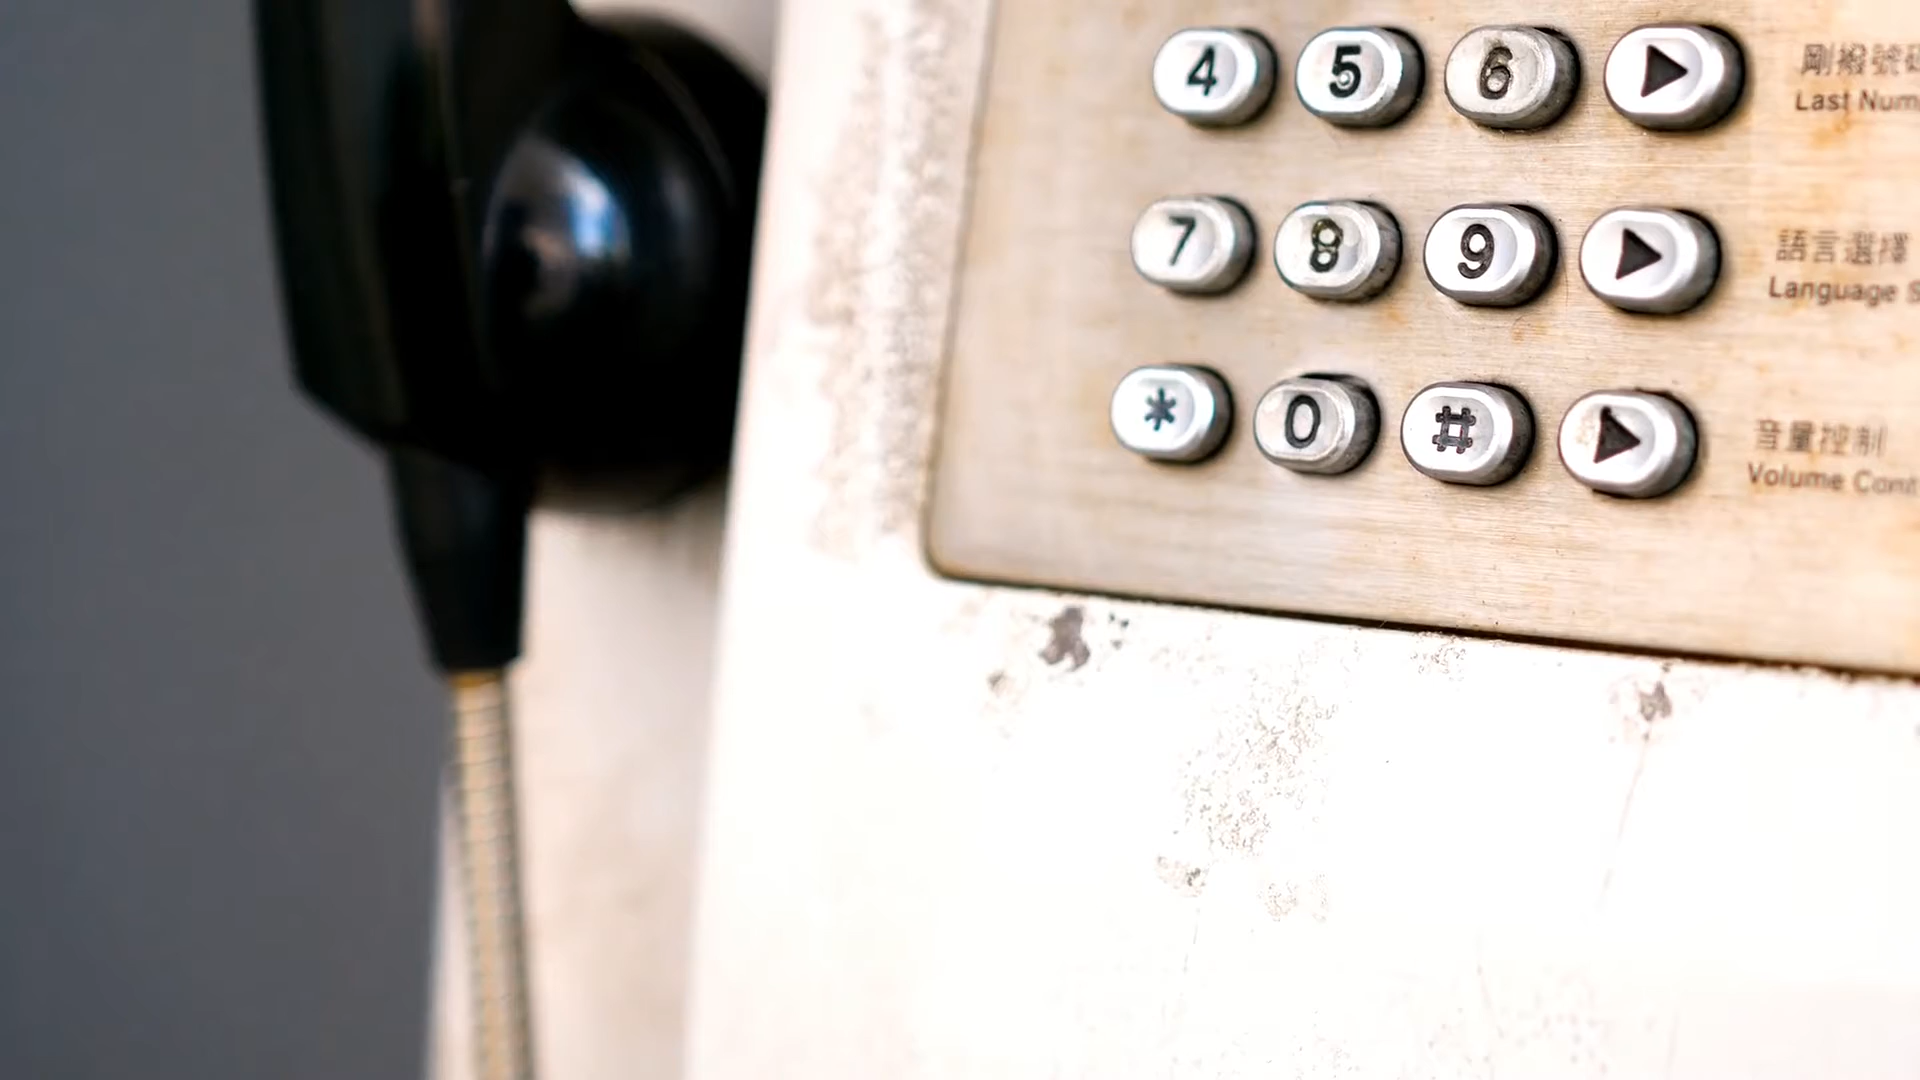 4 5 6 ▶ 剛撥號
Last Num
7 8 9 ▶ 語言選擇
Language S
* 0 # ▶ 音量控制
Volume Cont